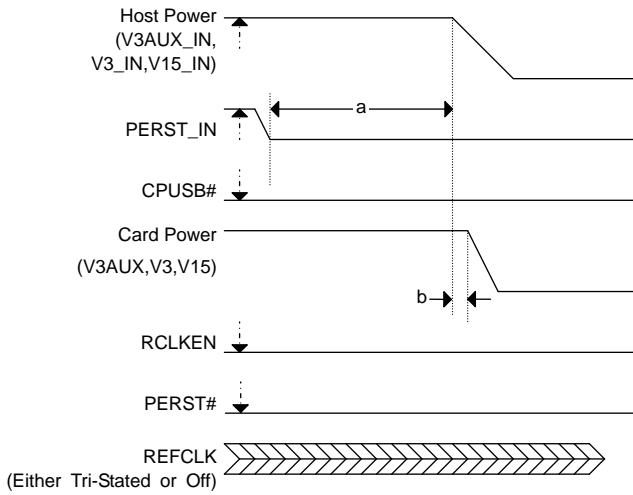 Host Power
(V3AUX_IN,
V3_IN,V15_IN)
a
PERST_IN
CPUSB#
Card Power
(V3AUX,V3,V15)
b
RCLKEN
PERST#
REFCLK
(Either Tri-Stated or Off)